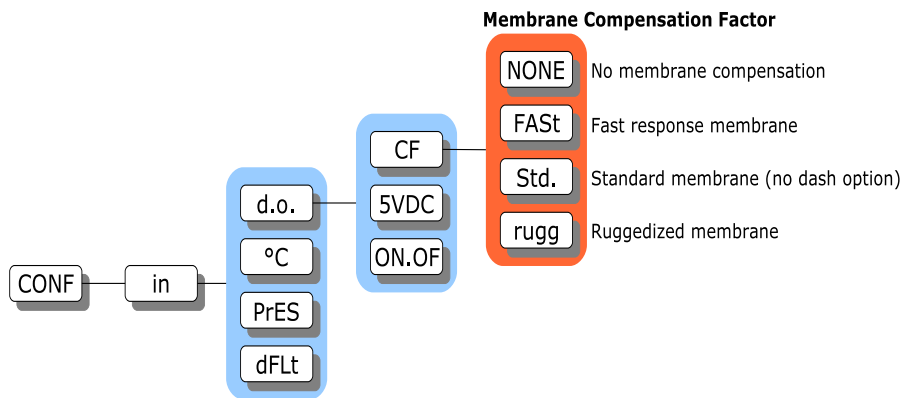 Membrane Compensation Factor
NONE No membrane compensation
FASt Fast response membrane
CF
Std. Standard membrane (no dash option)
d.o.
5VDC
rugg Ruggedized membrane
°C
ON.OF
CONF
in
PrES
dFLt